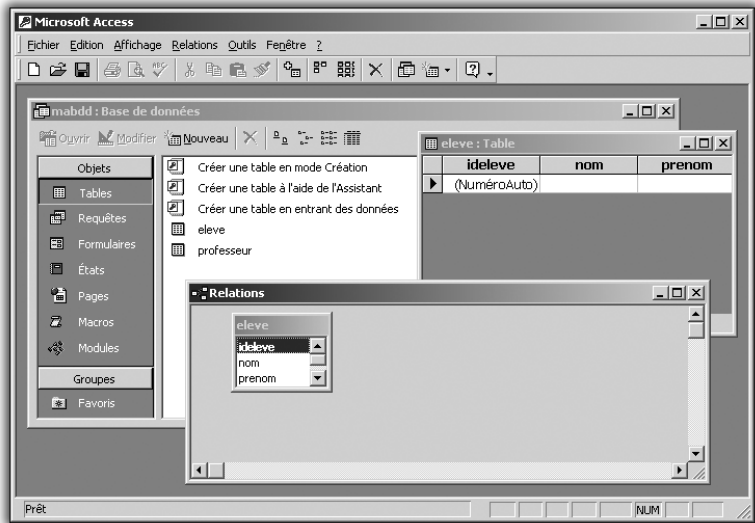 Microsoft Access
Fichier Edition Affichage Relations Outils Fenêtre ?
mabdd : Base de données
Ouvrir Modifier Nouveau
Objets
Tables
Requêtes
Formulaires
États
Pages
Macros
Modules
Groupes
Favoris
Créer une table en mode Création
Créer une table à l'aide de l'Assistant
Créer une table en entrant des données
eleve
professeur
eleve : Table
ideleve nom prenom
(NuméroAuto)
Relations
eleve
ideleve
nom
prenom
Prêt NUM